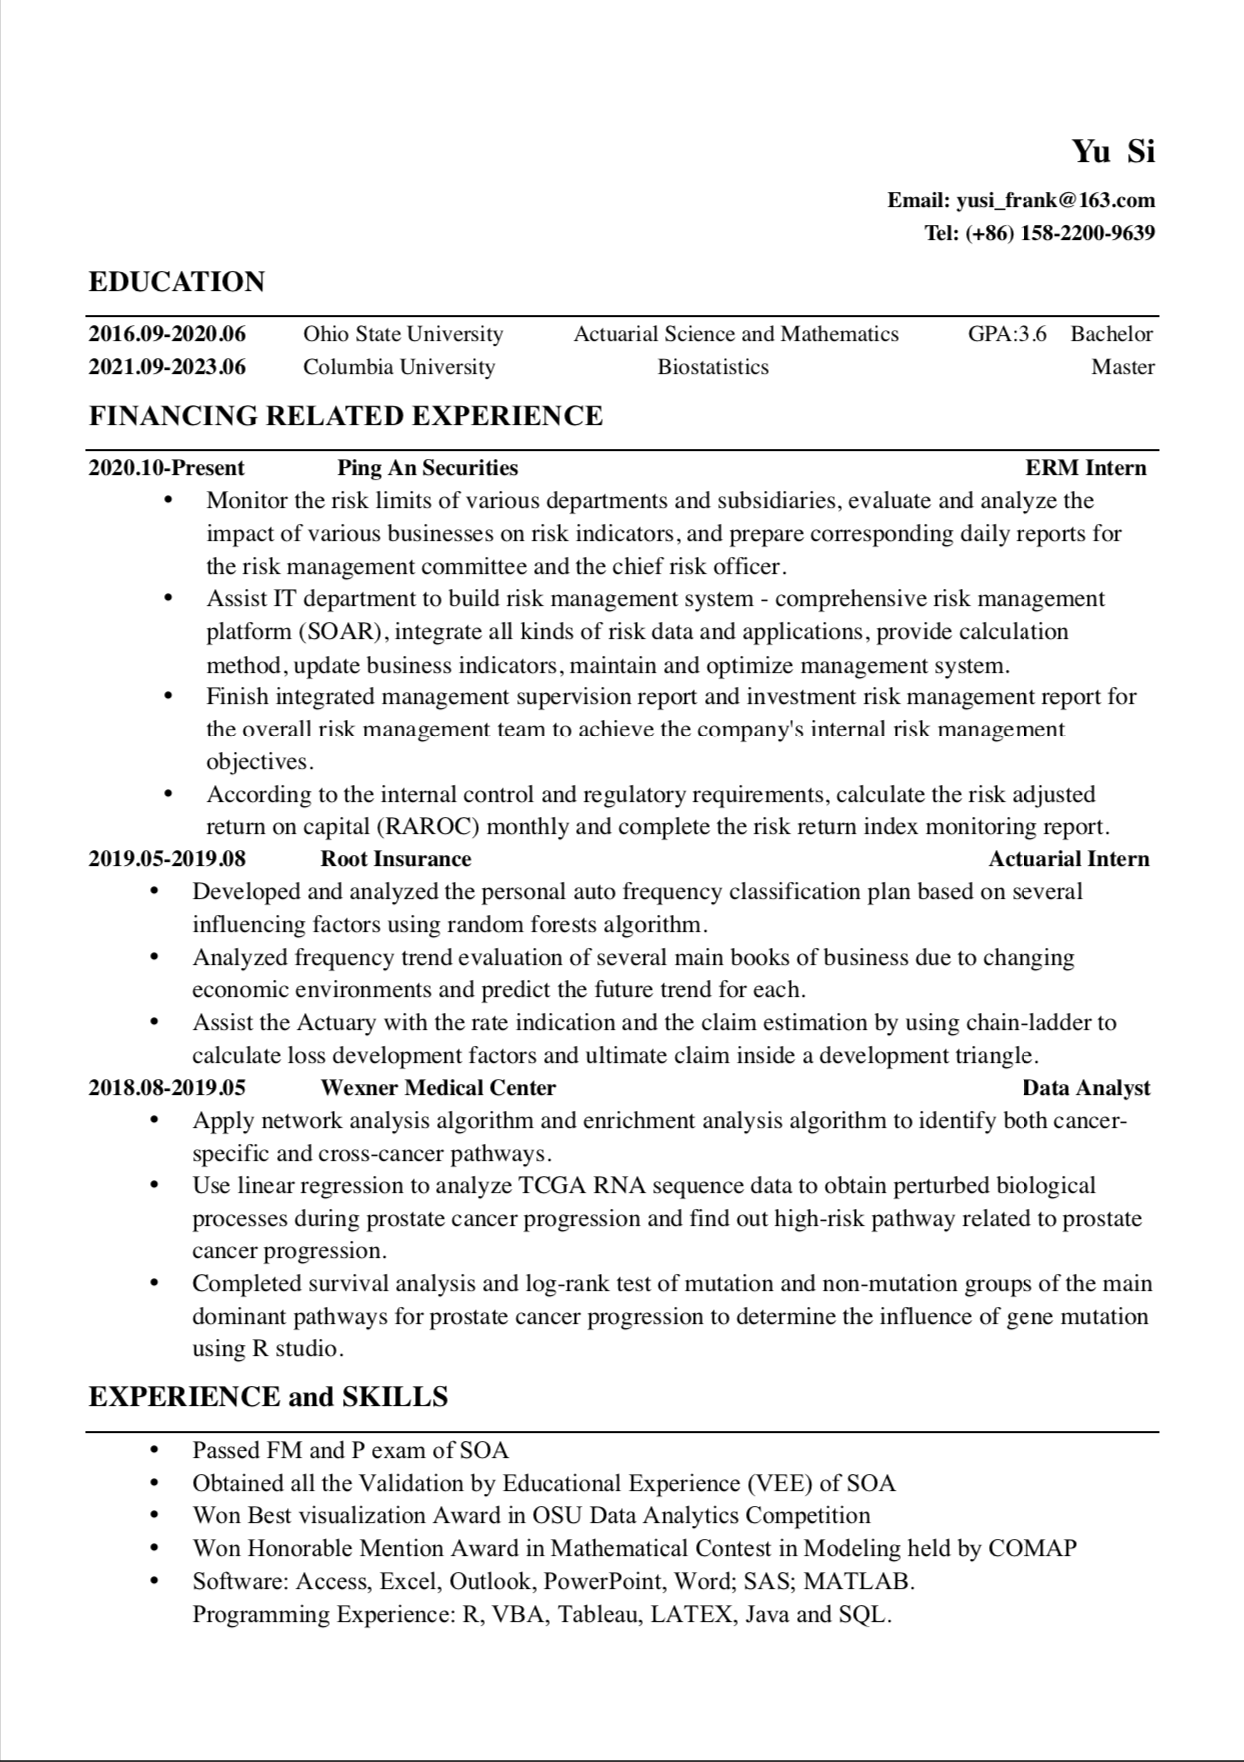 Yu Si
Email: yusi_frank@163.com
Tel: (+86) 158-2200-9639
EDUCATION
2016.09-2020.06 Ohio State University Actuarial Science and Mathematics GPA:3.6 Bachelor
2021.09-2023.06 Columbia University Biostatistics Master
FINANCING RELATED EXPERIENCE
2020.10-Present Ping An Securities ERM Intern
• Monitor the risk limits of various departments and subsidiaries, evaluate and analyze the
impact of various businesses on risk indicators, and prepare corresponding daily reports for
the risk management committee and the chief risk officer.
• Assist IT department to build risk management system - comprehensive risk management
platform (SOAR), integrate all kinds of risk data and applications, provide calculation
method, update business indicators, maintain and optimize management system.
• Finish integrated management supervision report and investment risk management report for
the overall risk management team to achieve the company's internal risk management
objectives.
• According to the internal control and regulatory requirements, calculate the risk adjusted
return on capital (RAROC) monthly and complete the risk return index monitoring report.
2019.05-2019.08 Root Insurance Actuarial Intern
• Developed and analyzed the personal auto frequency classification plan based on several
influencing factors using random forests algorithm.
• Analyzed frequency trend evaluation of several main books of business due to changing
economic environments and predict the future trend for each.
• Assist the Actuary with the rate indication and the claim estimation by using chain-ladder to
calculate loss development factors and ultimate claim inside a development triangle.
2018.08-2019.05 Wexner Medical Center Data Analyst
• Apply network analysis algorithm and enrichment analysis algorithm to identify both cancer-
specific and cross-cancer pathways.
• Use linear regression to analyze TCGA RNA sequence data to obtain perturbed biological
processes during prostate cancer progression and find out high-risk pathway related to prostate
cancer progression.
• Completed survival analysis and log-rank test of mutation and non-mutation groups of the main
dominant pathways for prostate cancer progression to determine the influence of gene mutation
using R studio.
EXPERIENCE and SKILLS
• Passed FM and P exam of SOA
• Obtained all the Validation by Educational Experience (VEE) of SOA
• Won Best visualization Award in OSU Data Analytics Competition
• Won Honorable Mention Award in Mathematical Contest in Modeling held by COMAP
• Software: Access, Excel, Outlook, PowerPoint, Word; SAS; MATLAB.
Programming Experience: R, VBA, Tableau, LATEX, Java and SQL.